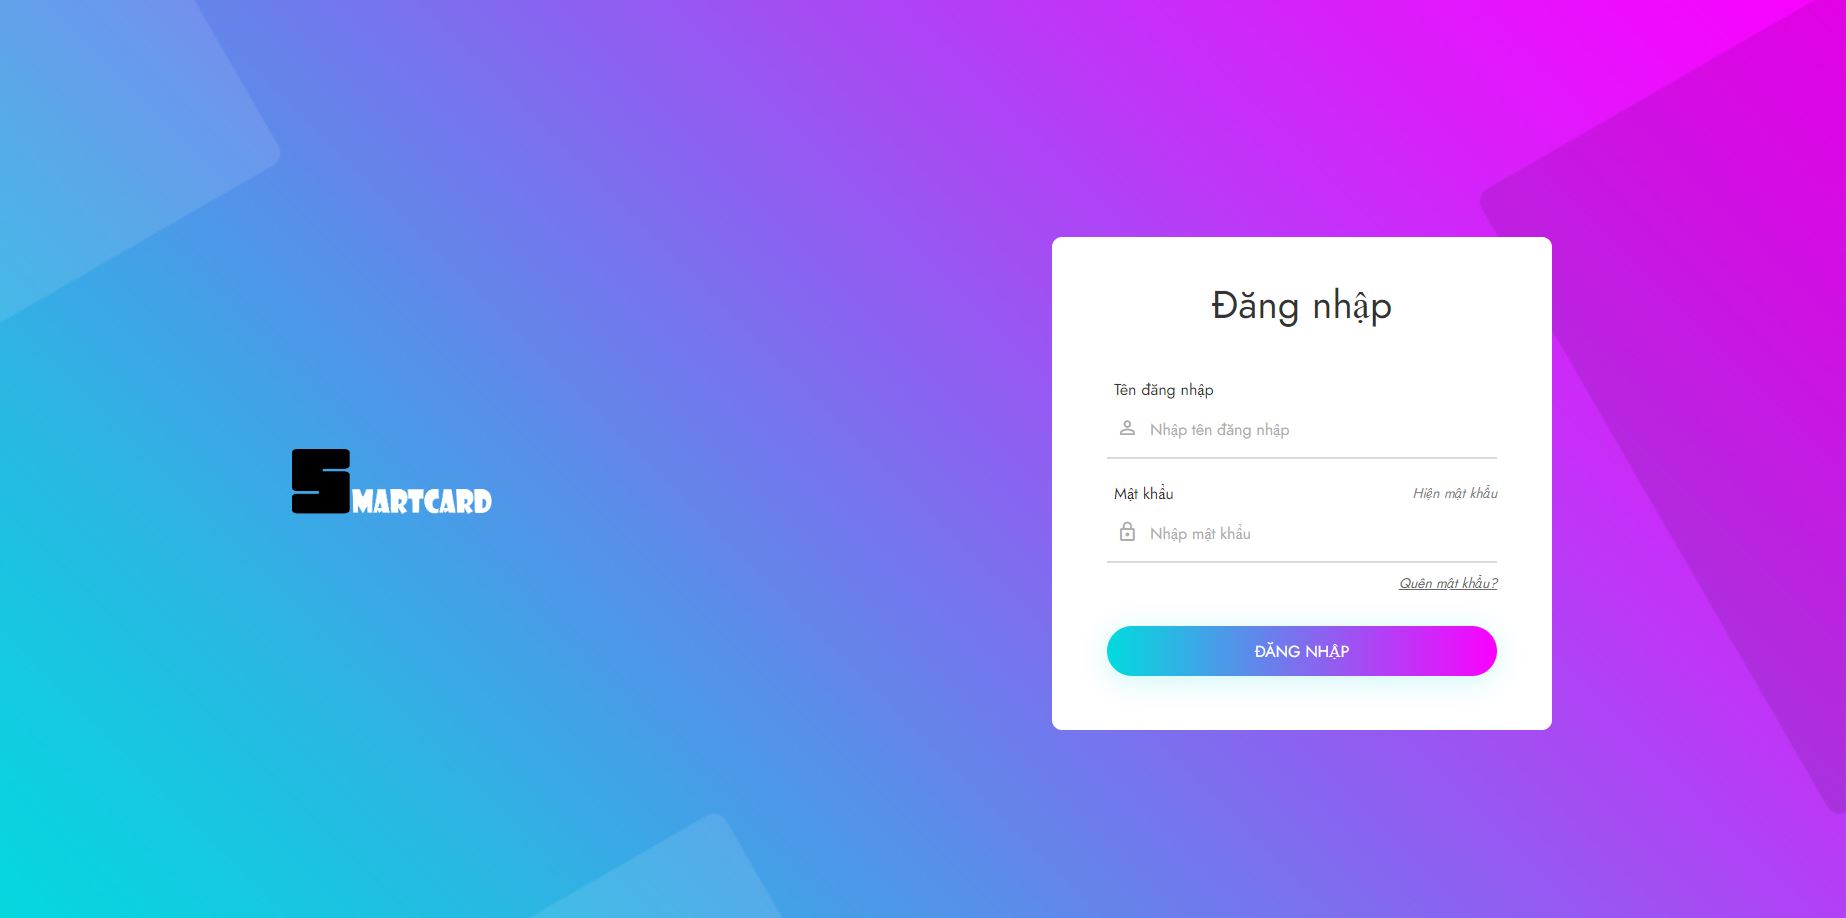 SMARTCARD
Đăng nhập
Tên đăng nhập
Nhập tên đăng nhập
Mật khẩu
Hiện mật khẩu
Nhập mật khẩu
Quên mật khẩu?
ĐĂNG NHẬP